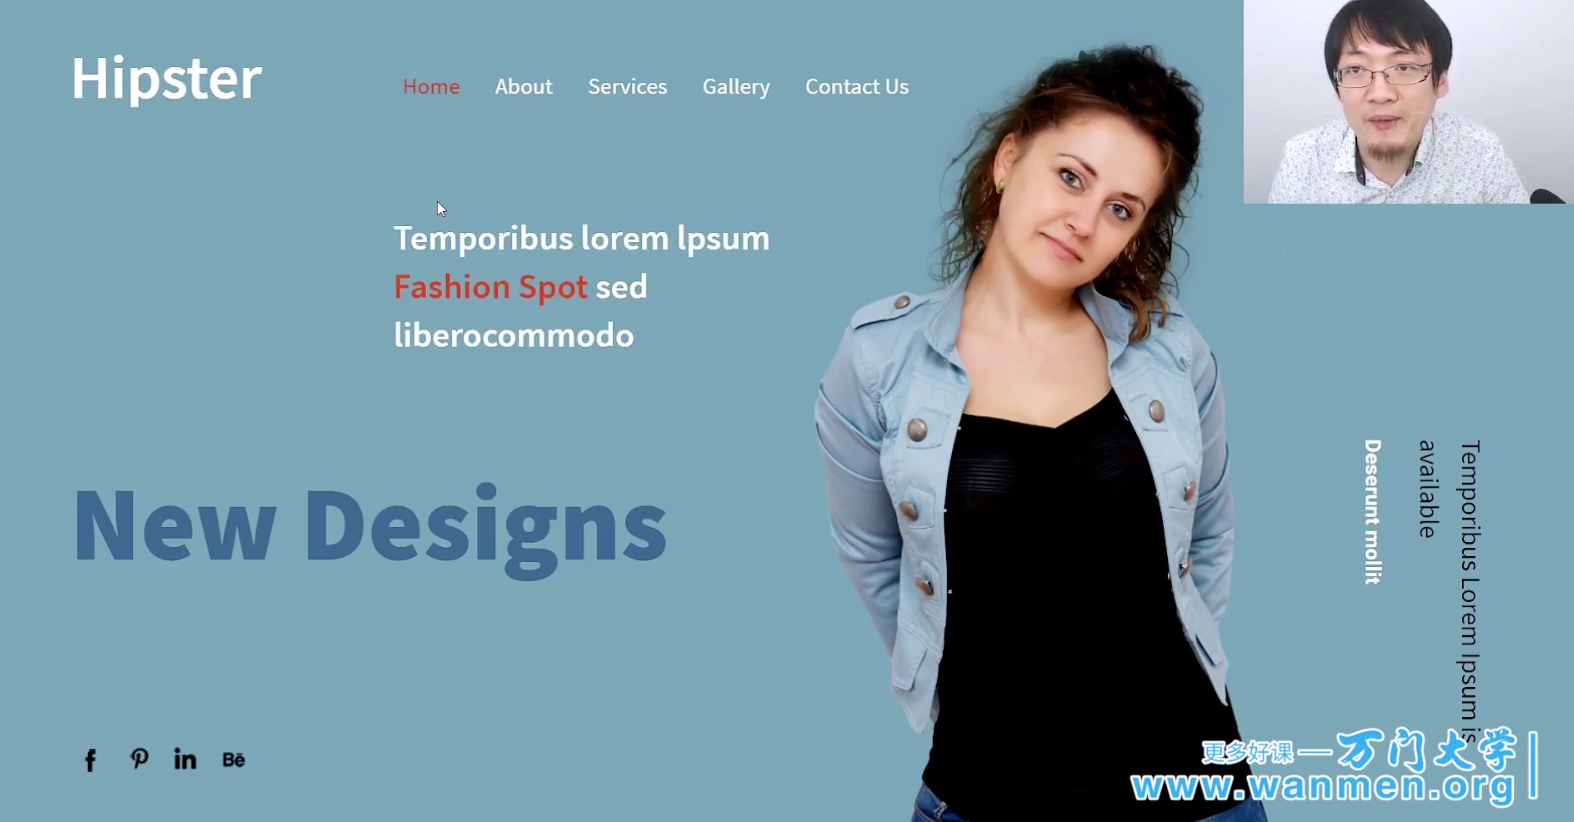 Hipster
Home About Services Gallery Contact Us
Temporibus lorem lpsum
Fashion Spot sed
liberocommodo
New Designs
Temporibus Lorem Ipsum is
available
Deserunt mollit
f P in Bē
更多好课 — 万门大学
www.wanmen.org